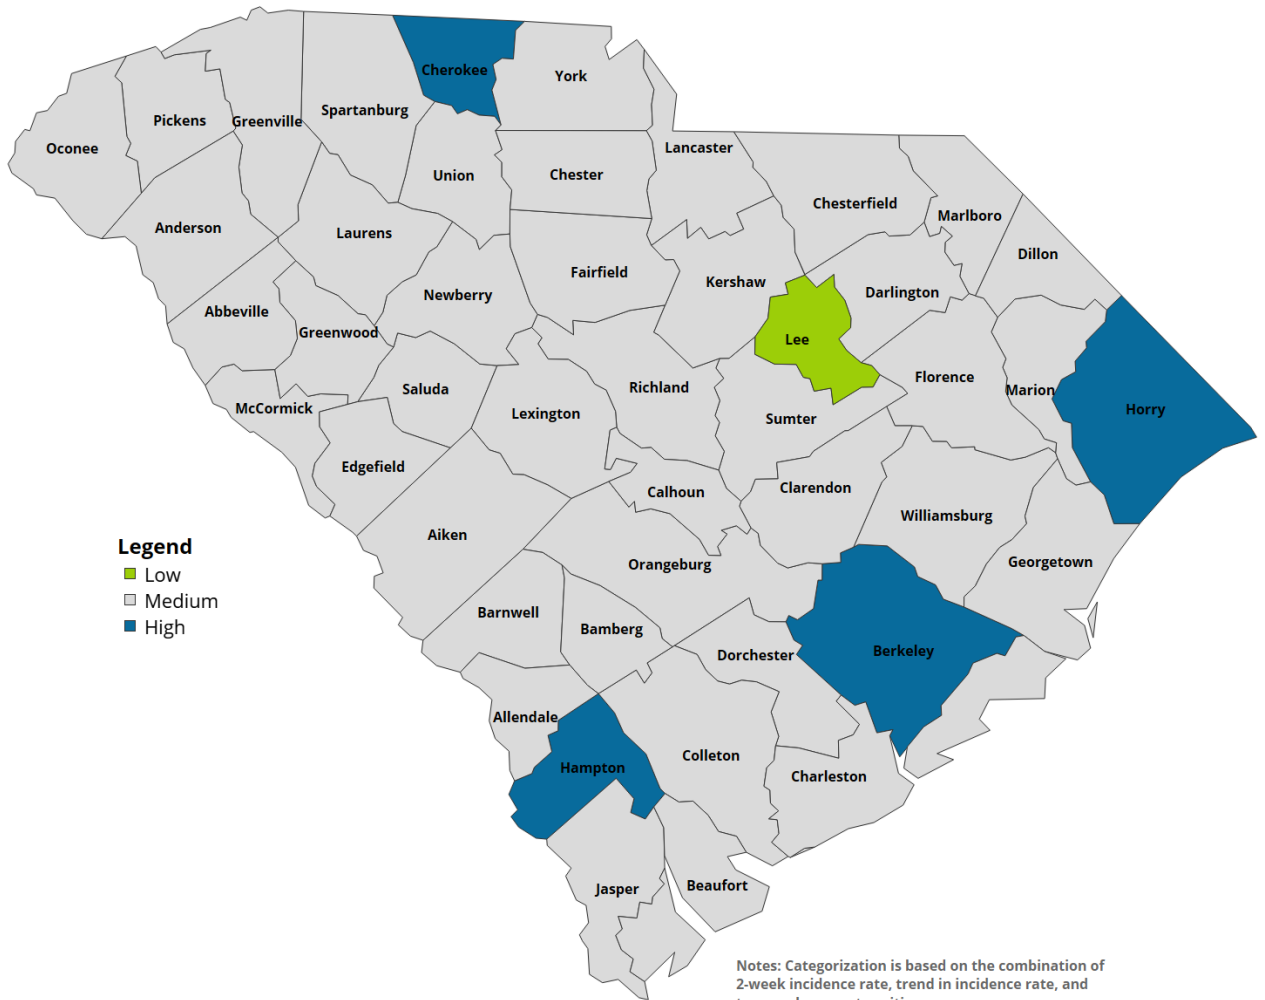 Cherokee
York
Spartanburg
Pickens
Greenville
Oconee
Lancaster
Union
Chester
Chesterfield
Marlboro
Anderson
Laurens
Dillon
Fairfield
Kershaw
Darlington
Newberry
Abbeville
Greenwood
Lee
Florence
Richland
Saluda
Marion
McCormick
Horry
Lexington
Sumter
Edgefield
Clarendon
Calhoun
Williamsburg
Aiken
Georgetown
Orangeburg
Legend
Low
Medium
High
Barnwell
Bamberg
Berkeley
Dorchester
Allendale
Colleton
Hampton
Charleston
Beaufort
Jasper
Notes: Categorization is based on the combination of
2-week incidence rate, trend in incidence rate, and